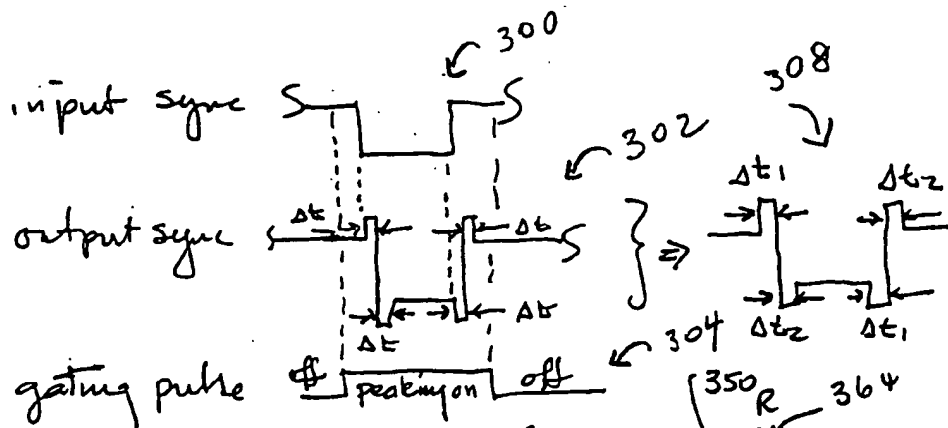 300
input sync
308
302
Δt1 Δt2
output sync Δt Δt
⇒
Δt Δt
Δt2 Δt1
304
gating pulse off peaking on off
350 R 364